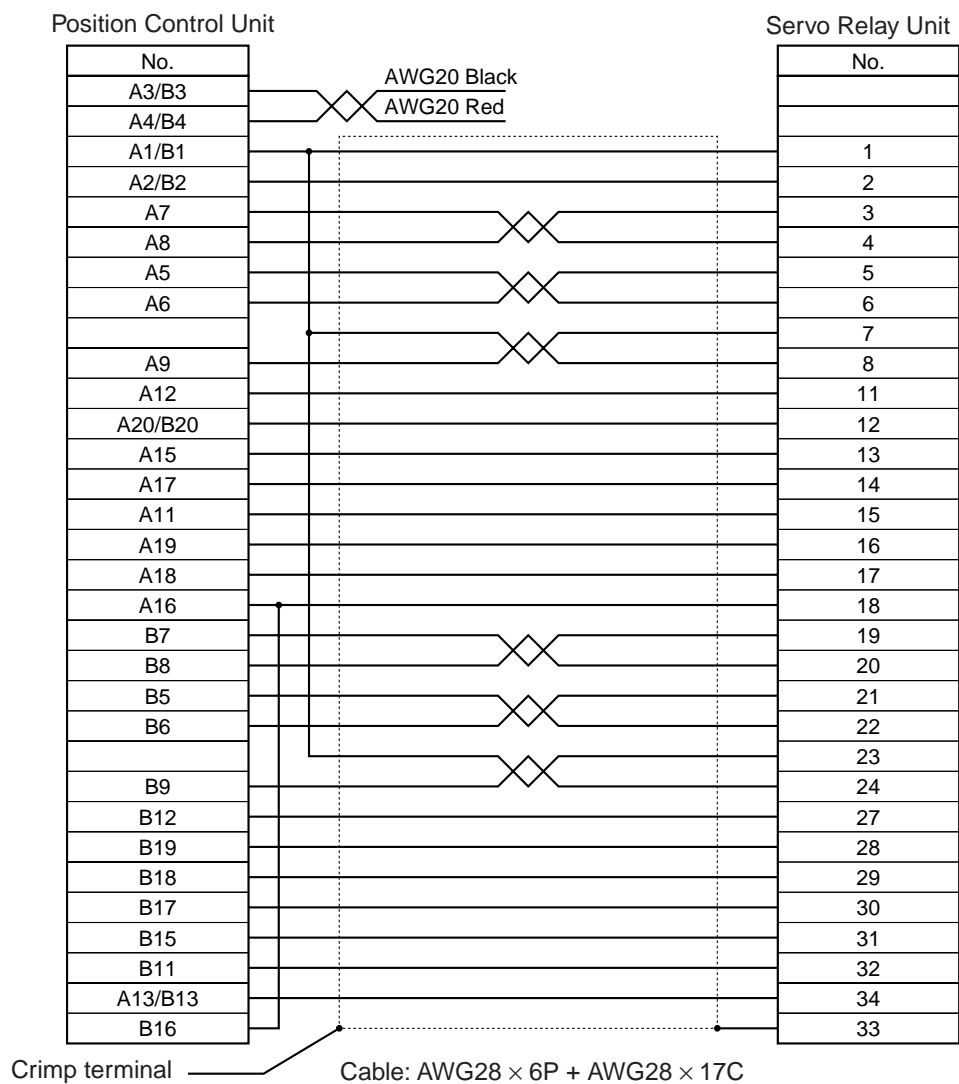 Position Control Unit Servo Relay Unit
No. No.
A3/B3 AWG20 Black
A4/B4 AWG20 Red
A1/B1 1
A2/B2 2
A7 3
A8 4
A5 5
A6 6
7
A9 8
A12 11
A20/B20 12
A15 13
A17 14
A11 15
A19 16
A18 17
A16 18
B7 19
B8 20
B5 21
B6 22
23
B9 24
B12 27
B19 28
B18 29
B17 30
B15 31
B11 32
A13/B13 34
B16 33
Crimp terminal Cable: AWG28 × 6P + AWG28 × 17C